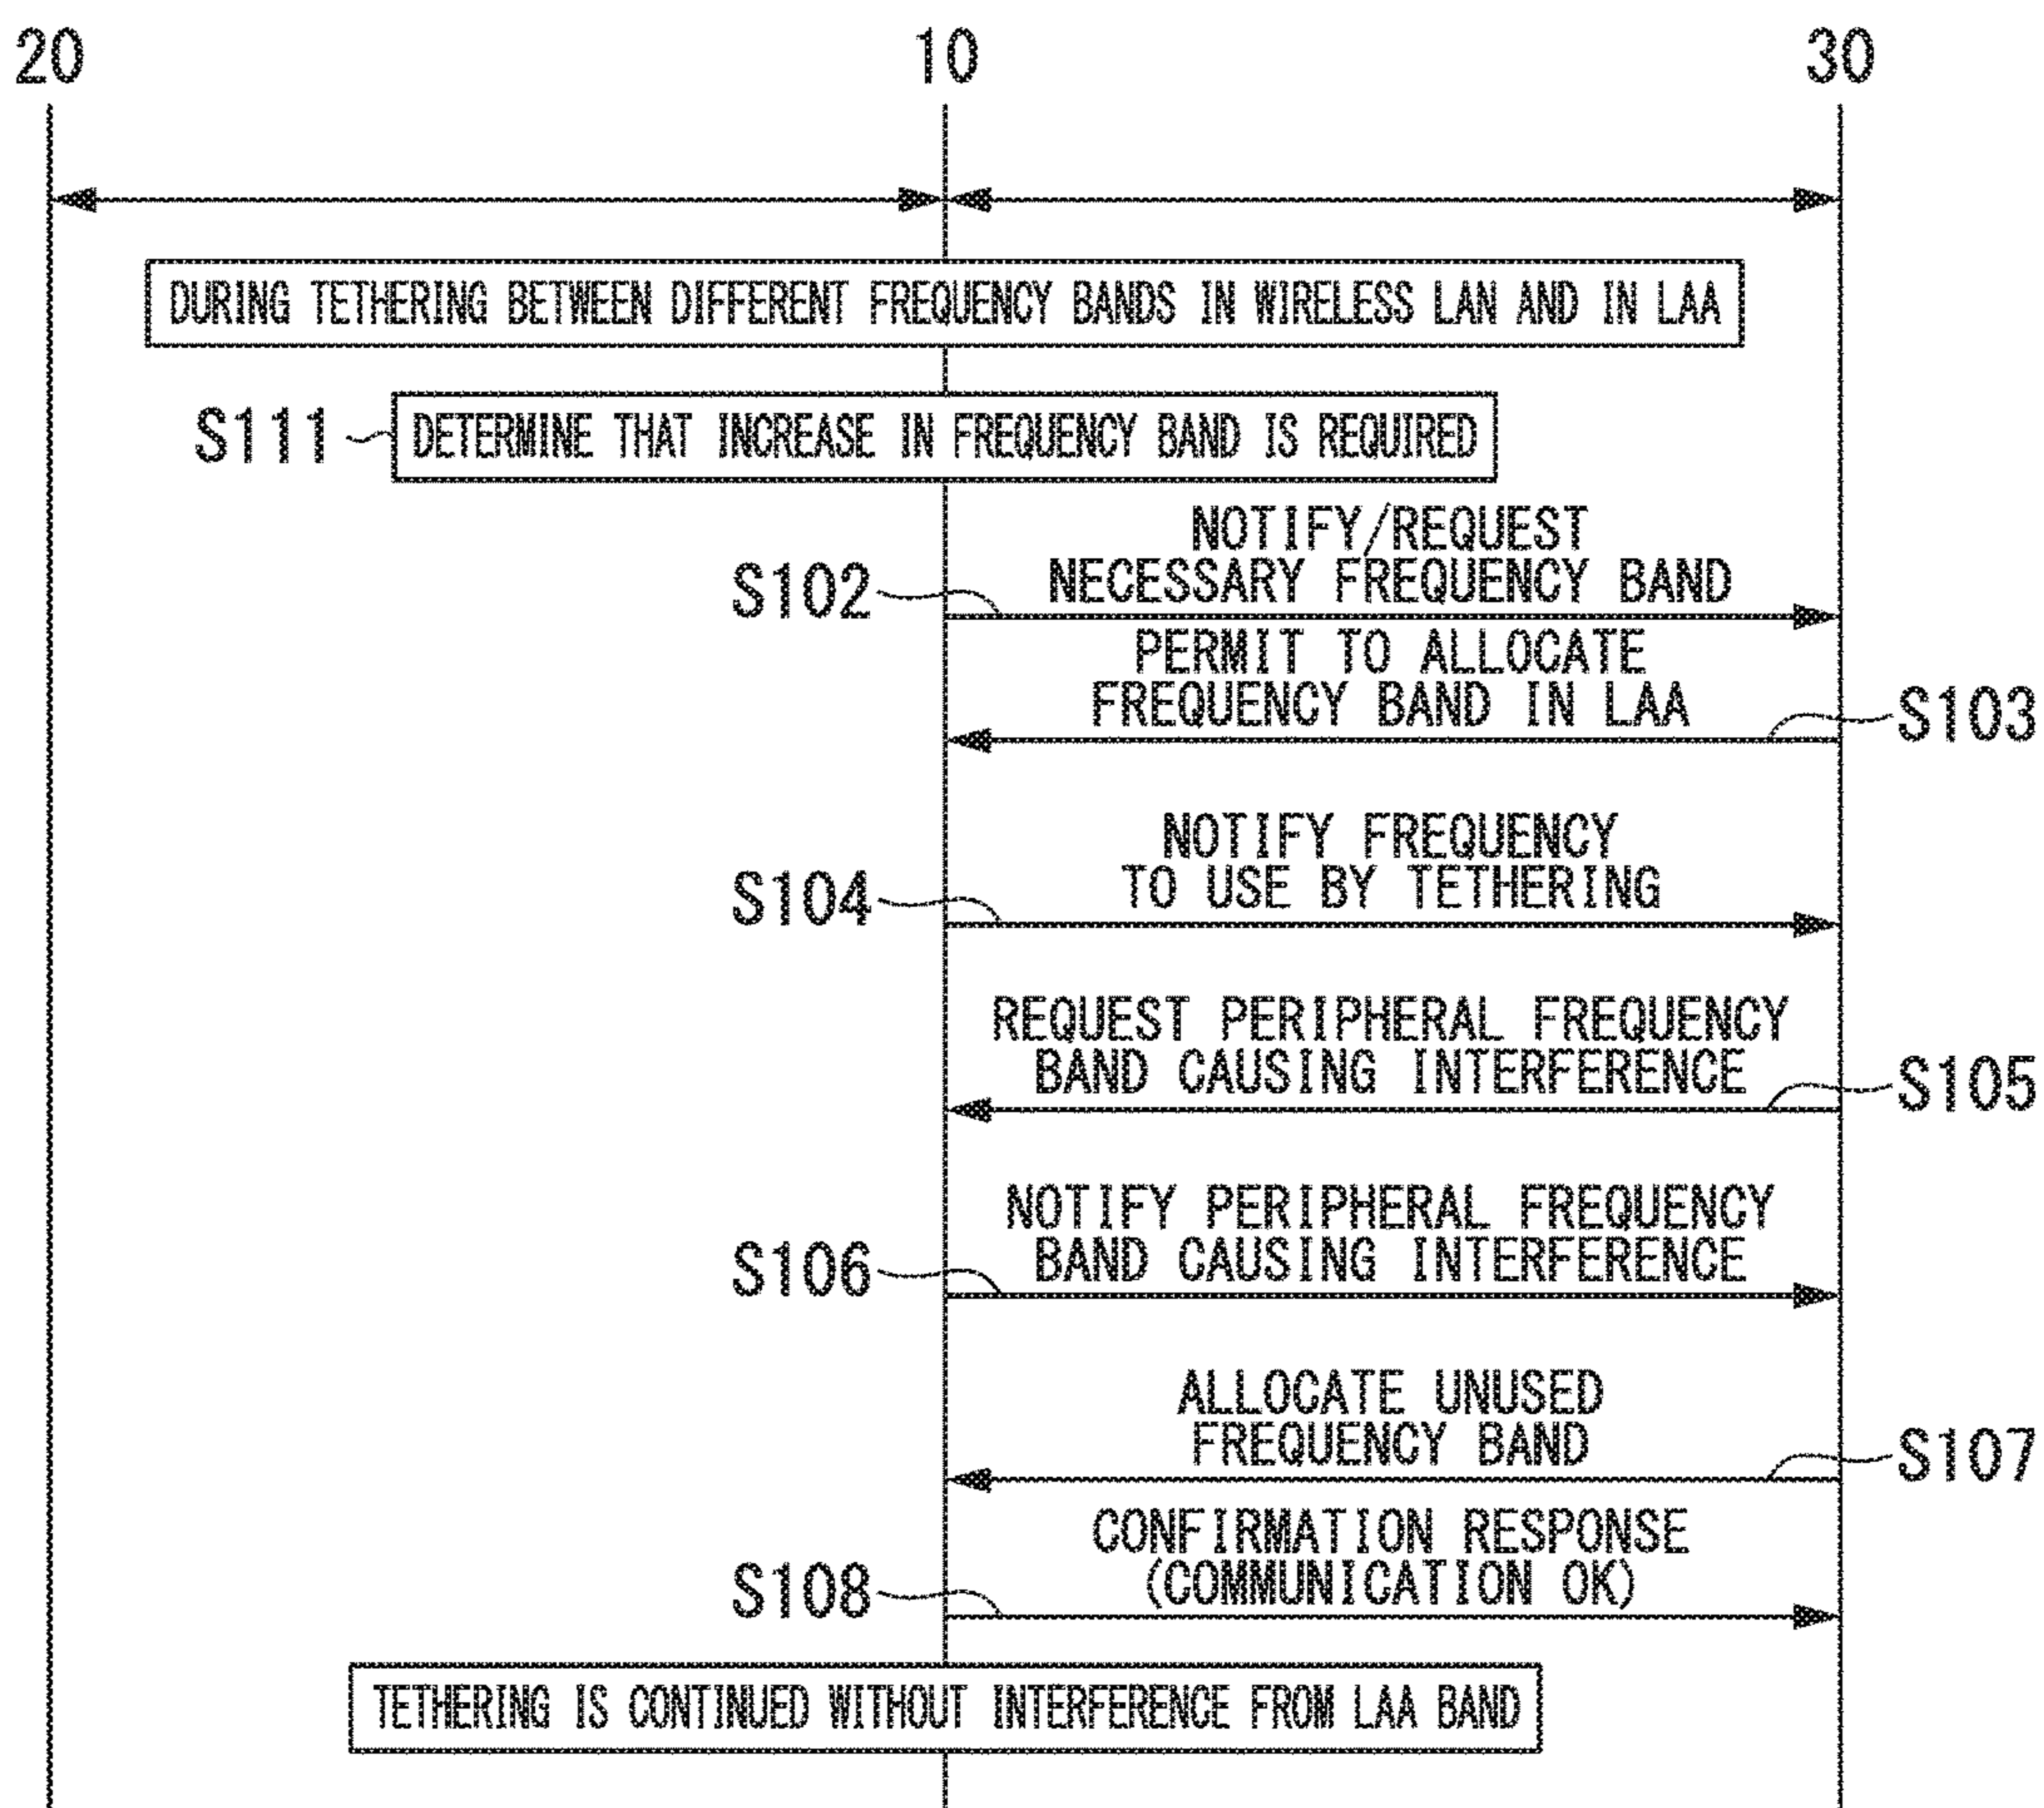 20 10 30
DURING TETHERING BETWEEN DIFFERENT FREQUENCY BANDS IN WIRELESS LAN AND IN LAA
S111 DETERMINE THAT INCREASE IN FREQUENCY BAND IS REQUIRED
NOTIFY/REQUEST
S102 NECESSARY FREQUENCY BAND
PERMIT TO ALLOCATE
FREQUENCY BAND IN LAA S103
NOTIFY FREQUENCY
S104 TO USE BY TETHERING
REQUEST PERIPHERAL FREQUENCY
BAND CAUSING INTERFERENCE S105
NOTIFY PERIPHERAL FREQUENCY
S106 BAND CAUSING INTERFERENCE
ALLOCATE UNUSED
FREQUENCY BAND S107
CONFIRMATION RESPONSE
S108 (COMMUNICATION OK)
TETHERING IS CONTINUED WITHOUT INTERFERENCE FROM LAA BAND